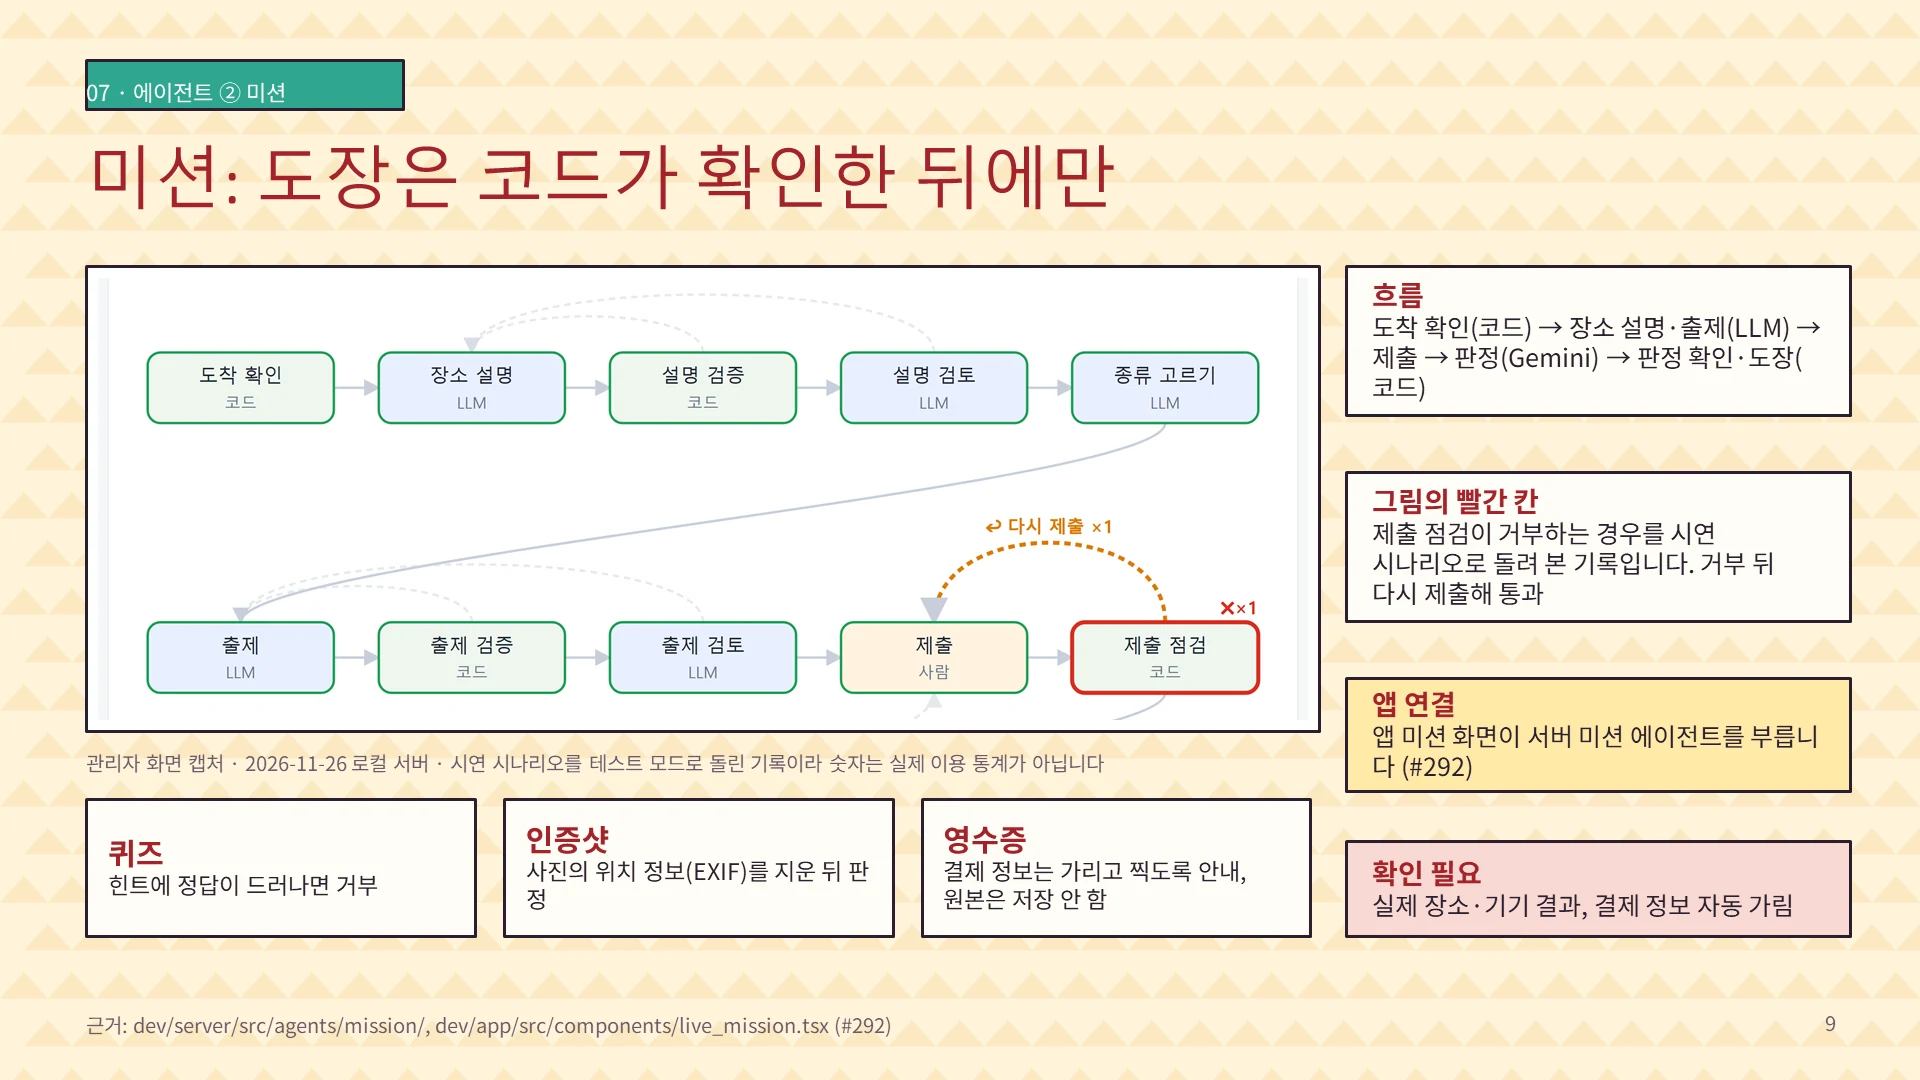 07 · 에이전트 ② 미션
미션: 도장은 코드가 확인한 뒤에만
도착 확인
코드
장소 설명
LLM
설명 검증
코드
설명 검토
LLM
종류 고르기
LLM
↩ 다시 제출 ×1
×1
출제
LLM
출제 검증
코드
출제 검토
LLM
제출
사람
제출 점검
코드
관리자 화면 캡처 · 2026-11-26 로컬 서버 · 시연 시나리오를 테스트 모드로 돌린 기록이라 숫자는 실제 이용 통계가 아닙니다
퀴즈
힌트에 정답이 드러나면 거부
인증샷
사진의 위치 정보(EXIF)를 지운 뒤 판
정
영수증
결제 정보는 가리고 찍도록 안내,
원본은 저장 안 함
흐름
도착 확인(코드) → 장소 설명·출제(LLM) →
제출 → 판정(Gemini) → 판정 확인·도장(
코드)
그림의 빨간 칸
제출 점검이 거부하는 경우를 시연
시나리오로 돌려 본 기록입니다. 거부 뒤
다시 제출해 통과
앱 연결
앱 미션 화면이 서버 미션 에이전트를 부릅니
다 (#292)
확인 필요
실제 장소·기기 결과, 결제 정보 자동 가림
근거: dev/server/src/agents/mission/, dev/app/src/components/live_mission.tsx (#292)
9